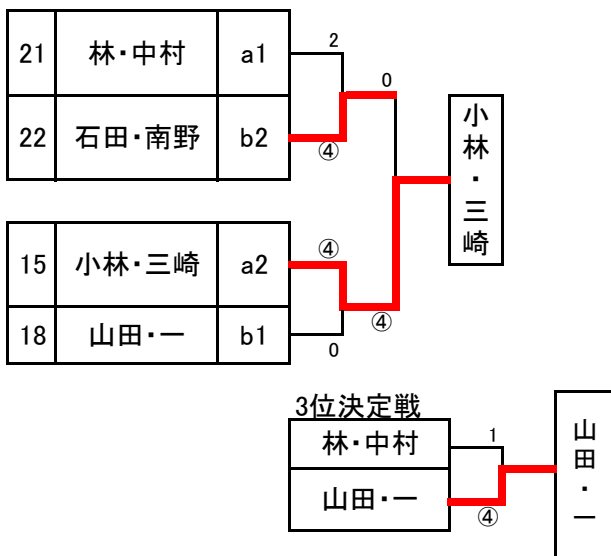 21 林・中村 a1 2
0
22 石田・南野 b2 ④
小林・三崎
15 小林・三崎 a2 ④
④
18 山田・一 b1 0
3位決定戦
林・中村 1
山田・一 ④
山田・一